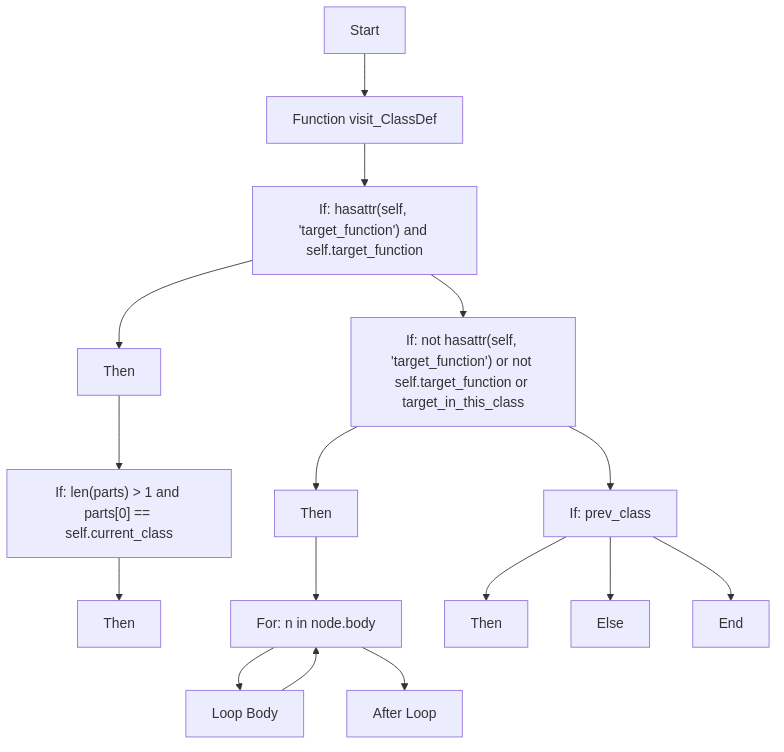 Start
Function visit_ClassDef
If: hasattr(self,
'target_function') and
self.target_function
Then
If: not hasattr(self,
'target_function') or not
self.target_function or
target_in_this_class
If: len(parts) > 1 and
parts[0] ==
self.current_class
Then
If: prev_class
Then
For: n in node.body
Then
Else
End
Loop Body
After Loop